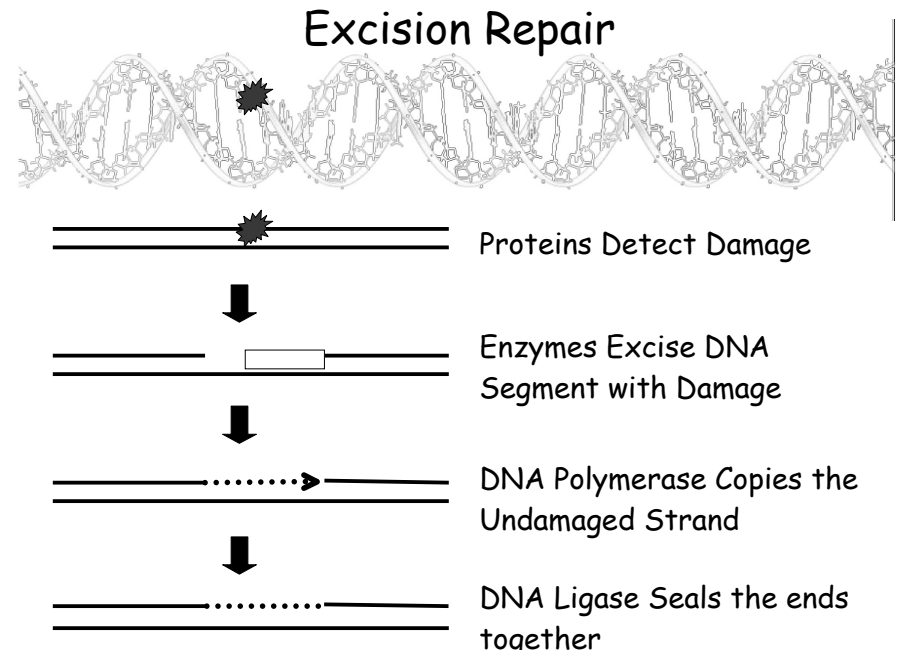 Excision Repair
Proteins Detect Damage
Enzymes Excise DNA
Segment with Damage
DNA Polymerase Copies the
Undamaged Strand
DNA Ligase Seals the ends
together